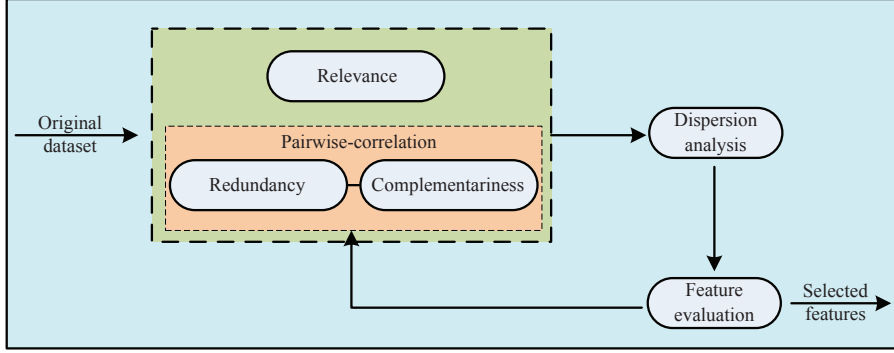 Relevance
Original
dataset
Pairwise-correlation
Redundancy
Complementariness
Dispersion
analysis
Feature
evaluation
Selected
features